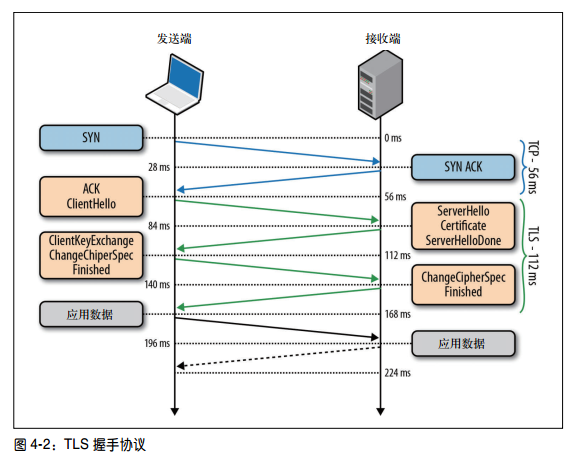 发送端
接收端
SYN
0 ms
28 ms
SYN ACK
TCP - 56 ms
ACK
ClientHello
56 ms
84 ms
ServerHello
Certificate
ServerHelloDone
ClientKeyExchange
ChangeChiperSpec
Finished
112 ms
TLS - 112 ms
140 ms
ChangeCipherSpec
Finished
应用数据
168 ms
196 ms
应用数据
224 ms
图 4-2：TLS 握手协议